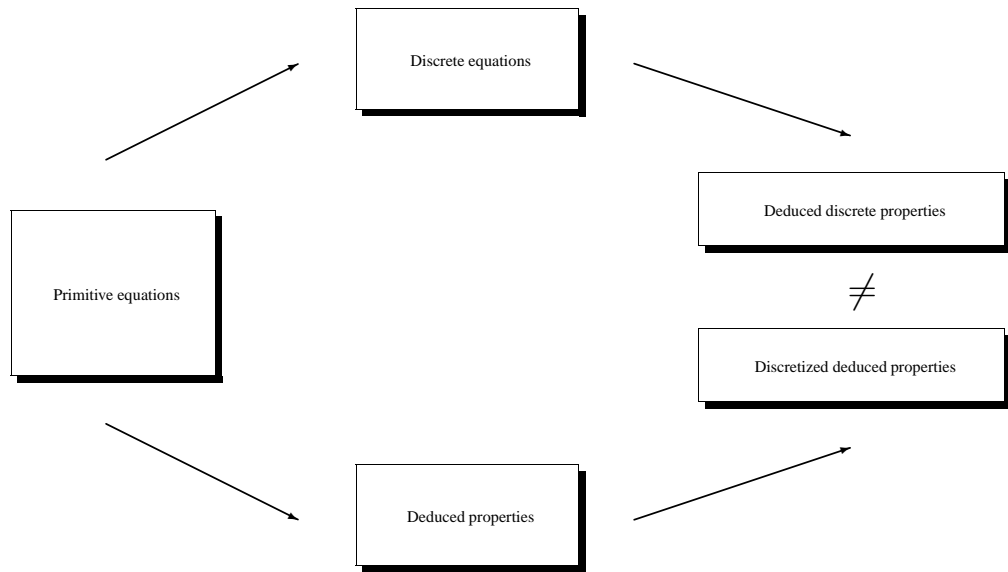 Discrete equations
Deduced discrete properties
Primitive equations
≠
Discretized deduced properties
Deduced properties